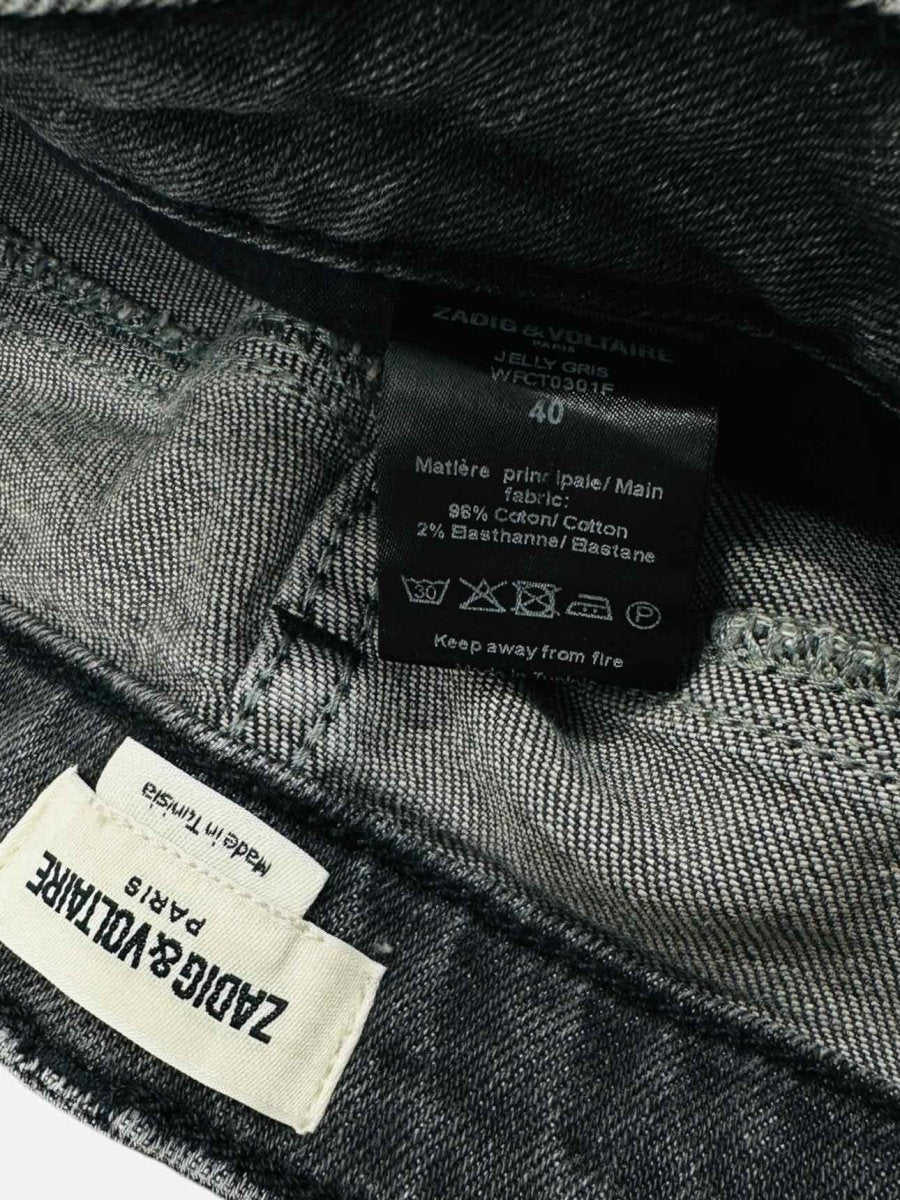 ZADIG & VOLTAIRE
PARIS
JELLY GRIS
WFCT0301F
40
Matière principale/ Main
fabric:
98% Coton/ Cotton
2% Elasthanne/ Elastane
30
P
Keep away from fire
Made in Tunisia
ZADIG&VOLTAIRE
PARIS